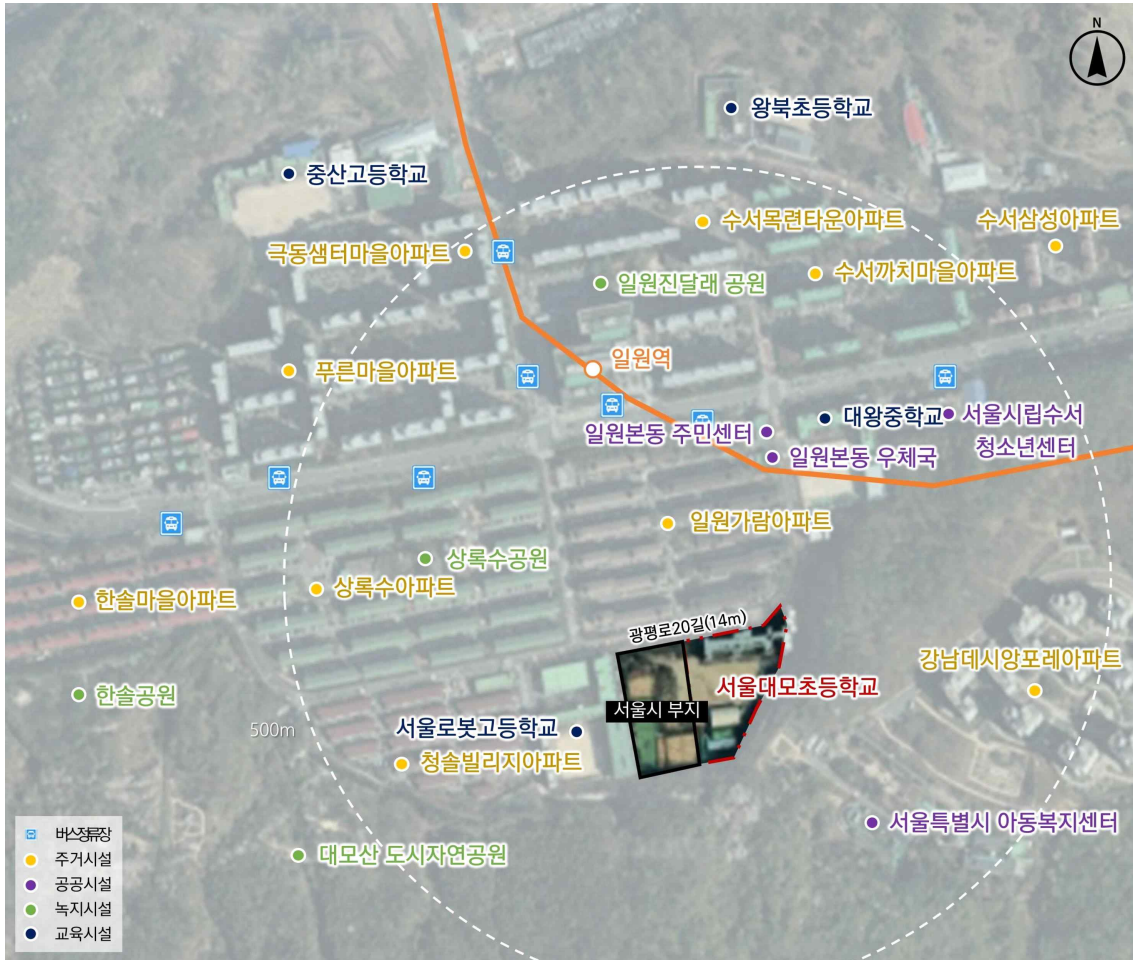 N
왕북초등학교
중산고등학교
수서목련타운아파트
수서삼성아파트
극동샘터마을아파트
수서까치마을아파트
일원진달래 공원
일원역
푸른마을아파트
대왕중학교
서울시립수서
청소년센터
일원본동 주민센터
일원본동 우체국
일원가람아파트
상록수공원
상록수아파트
한솔마을아파트
광평로20길(14m)
강남데시앙포레아파트
서울대모초등학교
한솔공원
서울시 부지
500m
서울로봇고등학교
청솔빌리지아파트
서울특별시 아동복지센터
대모산 도시자연공원
버스정류장
주거시설
공공시설
녹지시설
교육시설